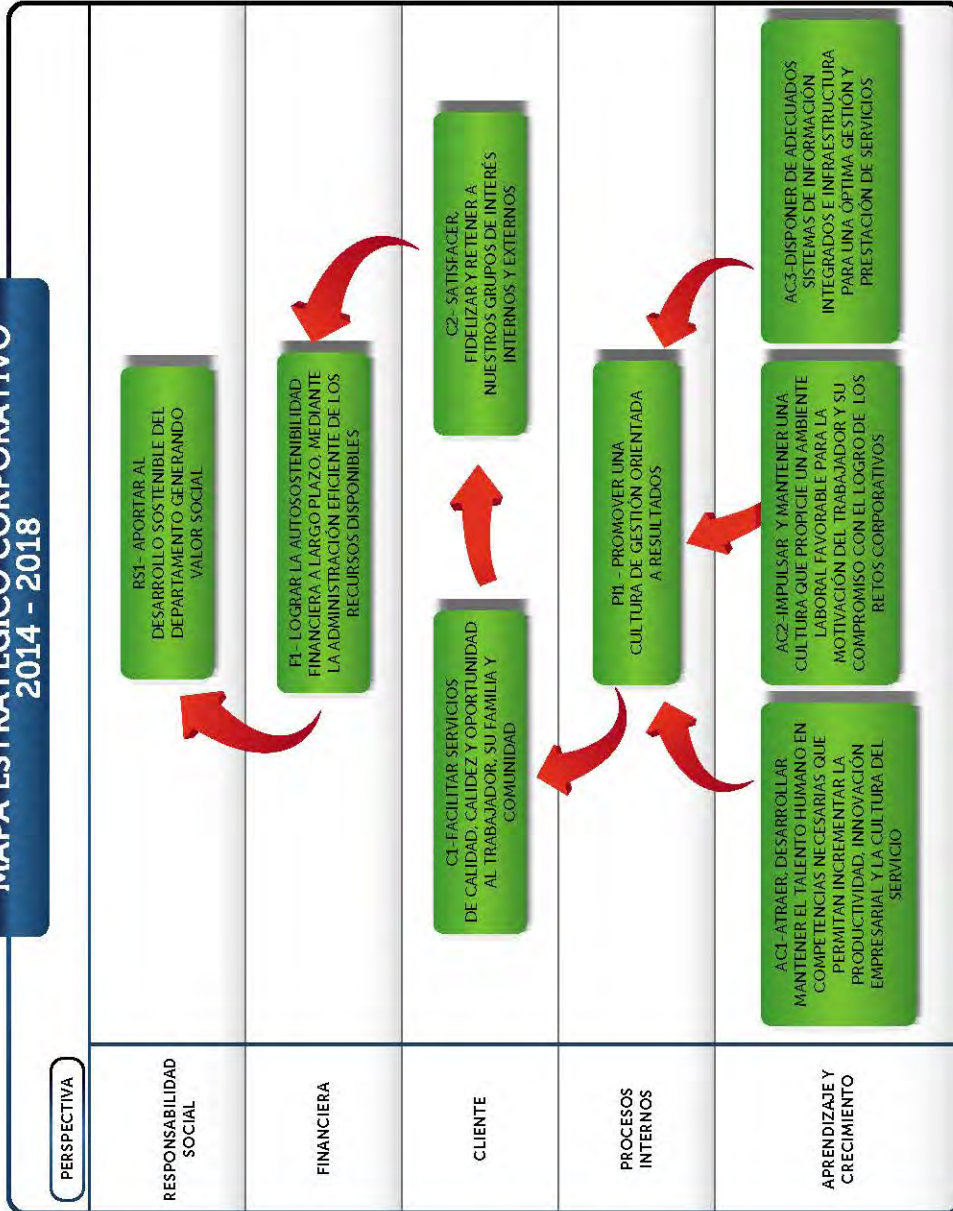 MAPA ESTRATÉGICO CORPORATIVO
2014 - 2018
PERSPECTIVA
RESPONSABILIDAD
SOCIAL
RS1- APORTAR AL
DESARROLLO SOSTENIBLE DEL
DEPARTAMENTO GENERANDO
VALOR SOCIAL
FINANCIERA
F1- LOGRAR LA AUTOSOSTENIBILIDAD
FINANCIERA A LARGO PLAZO, MEDIANTE
LA ADMINISTRACIÓN EFICIENTE DE LOS
RECURSOS DISPONIBLES
CLIENTE
C1-FACILITAR SERVICIOS
DE CALIDAD, CALIDEZ Y OPORTUNIDAD
AL TRABAJADOR, SU FAMILIA Y
COMUNIDAD
C2- SATISFACER,
FIDELIZAR Y RETENER A
NUESTROS GRUPOS DE INTERÉS
INTERNOS Y EXTERNOS
PROCESOS
INTERNOS
PI1 - PROMOVER UNA
CULTURA DE GESTIÓN ORIENTADA
A RESULTADOS
APRENDIZAJE Y
CRECIMIENTO
AC1- ATRAER, DESARROLLAR
MANTENER EL TALENTO HUMANO EN
COMPETENCIAS NECESARIAS QUE
PERMITAN INCREMENTAR LA
PRODUCTIVIDAD, INNOVACIÓN
EMPRESARIAL Y LA CULTURA DEL
SERVICIO
AC2-IMPULSAR Y MANTENER UNA
CULTURA QUE PROPICIE UN AMBIENTE
LABORAL FAVORABLE PARA LA
MOTIVACIÓN DEL TRABAJADOR Y SU
COMPROMISO CON EL LOGRO DE LOS
RETOS CORPORATIVOS
AC3-DISPONER DE ADECUADOS
SISTEMAS DE INFORMACIÓN
INTEGRADOS E INFRAESTRUCTURA
PARA UNA ÓPTIMA GESTIÓN Y
PRESTACIÓN DE SERVICIOS